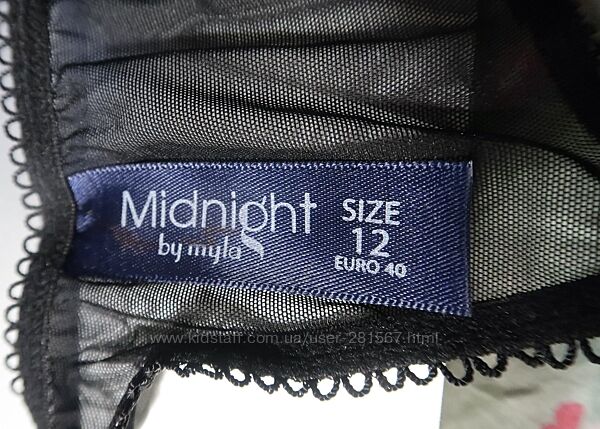 Midnight
by myla
SIZE
12
EURO 40
www.kidstaff.com.ua/user-281567.html